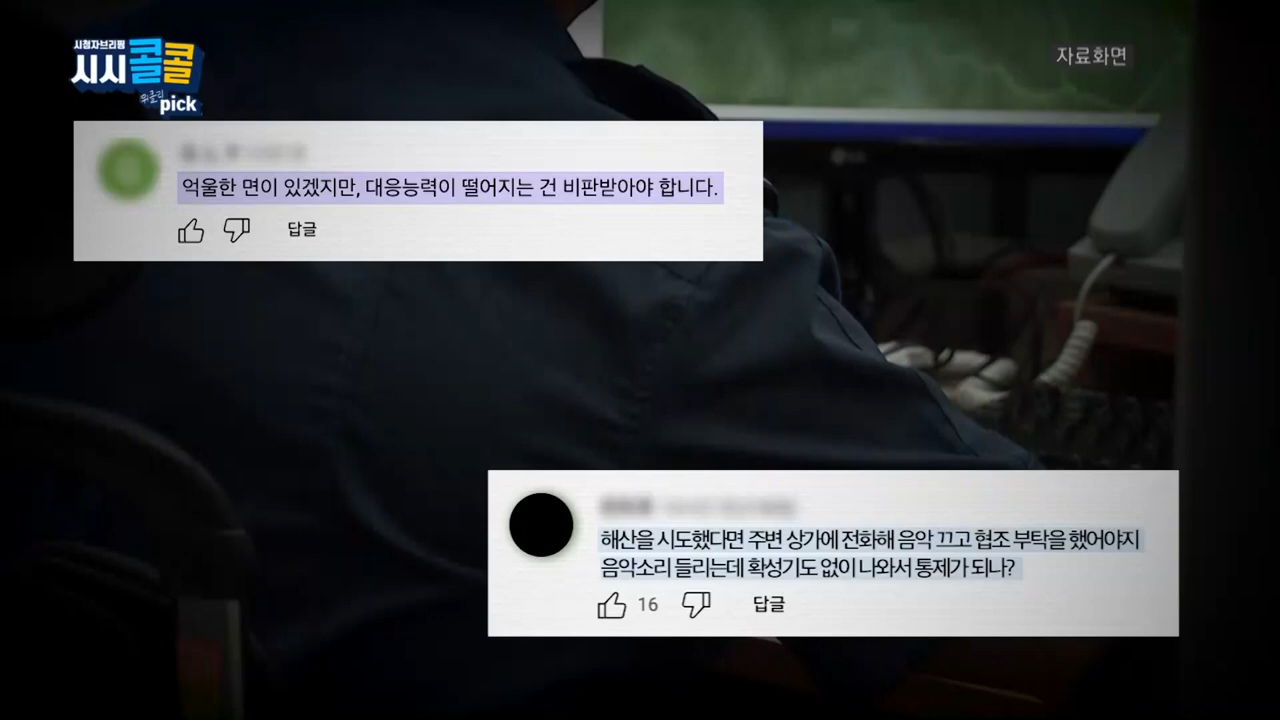 시청자브리핑
시시콜콜
위클리
pick
자료화면
억울한 면이 있겠지만, 대응능력이 떨어지는 건 비판받아야 합니다.
답글
해산을 시도했다면 주변 상가에 전화해 음악 끄고 협조 부탁을 했어야지
음악소리 들리는데 확성기도 없이 나와서 통제가 되나?
16
답글